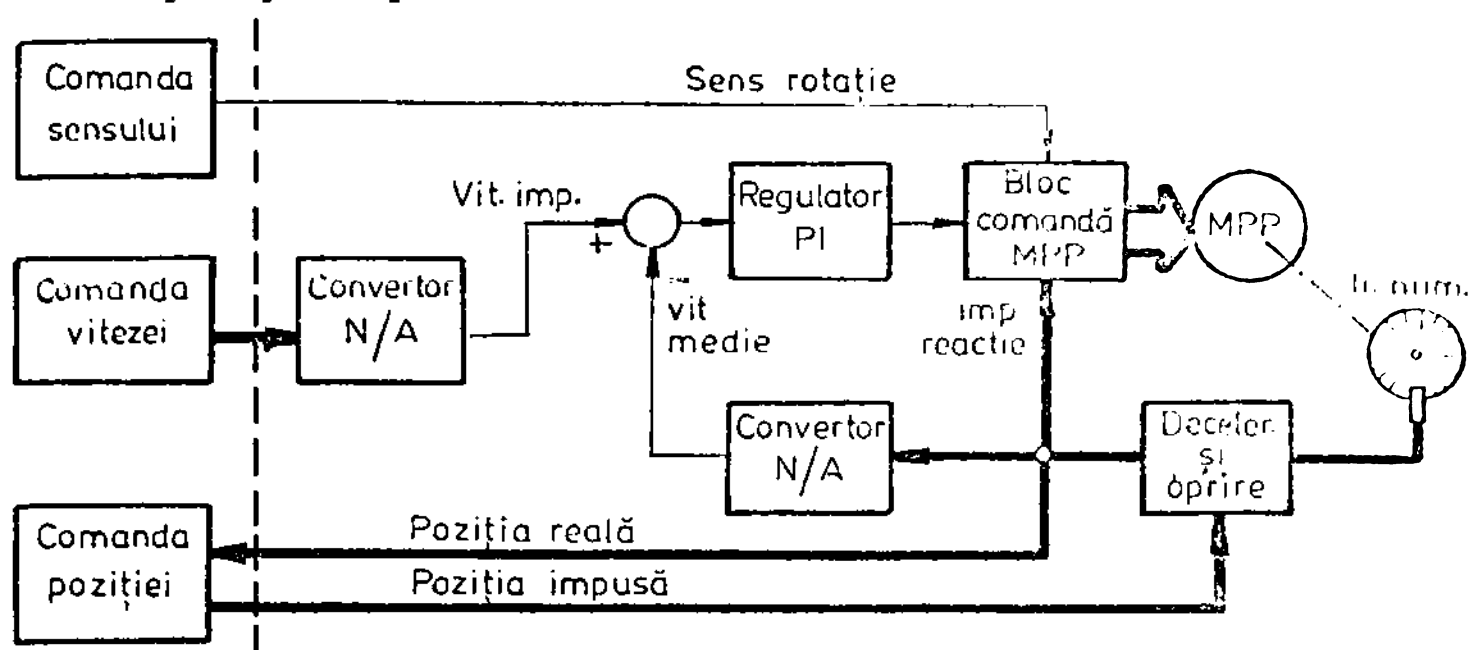 Comanda
sensului
Sens rotație
Vit. imp.
+
Regulator
PI
Bloc
comandă
MPP
MPP
Comanda
vitezei
Convertor
N/A
vit
medie
imp
reacție
num.
Convertor
N/A
Deceler.
și
oprire
Comanda
poziției
Poziția reală
Poziția impusă